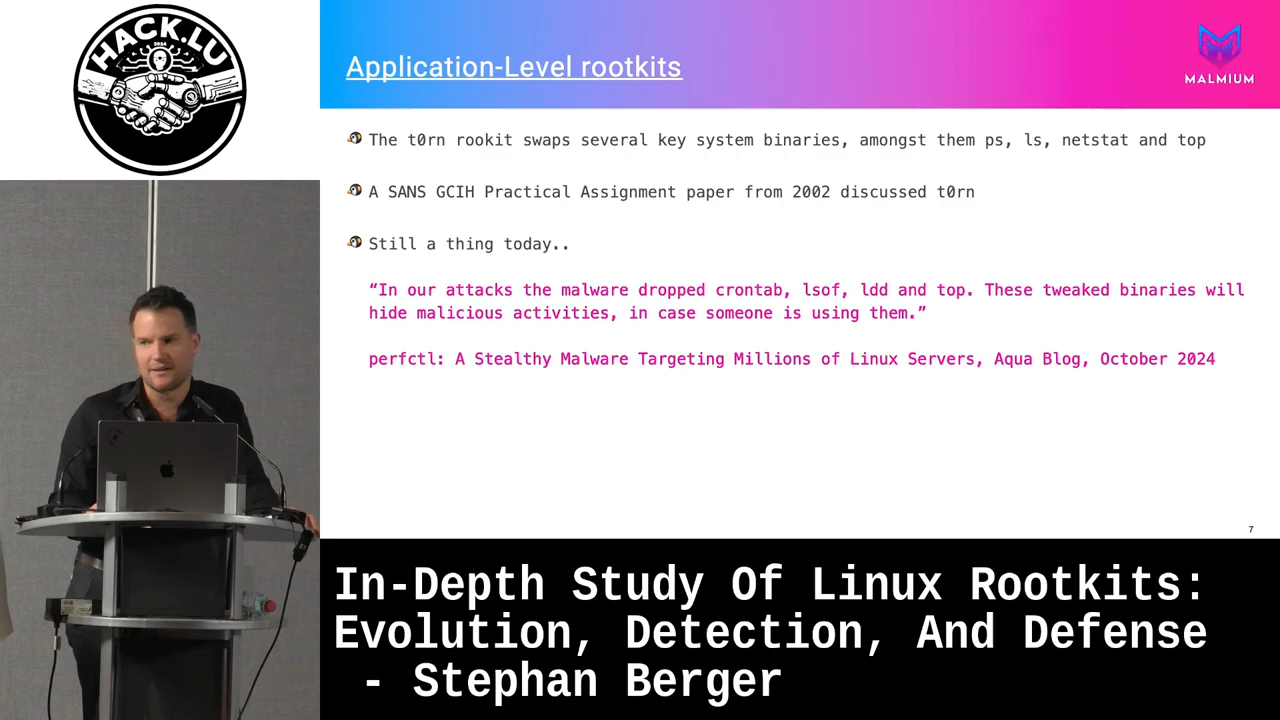 HACK.LU
2024
Application-Level rootkits
MALMIUM
The t0rn rookit swaps several key system binaries, amongst them ps, ls, netstat and top
A SANS GCIH Practical Assignment paper from 2002 discussed t0rn
Still a thing today..
“In our attacks the malware dropped crontab, lsof, ldd and top. These tweaked binaries will
hide malicious activities, in case someone is using them.”
perfctl: A Stealthy Malware Targeting Millions of Linux Servers, Aqua Blog, October 2024
7
In-Depth Study Of Linux Rootkits:
Evolution, Detection, And Defense
- Stephan Berger